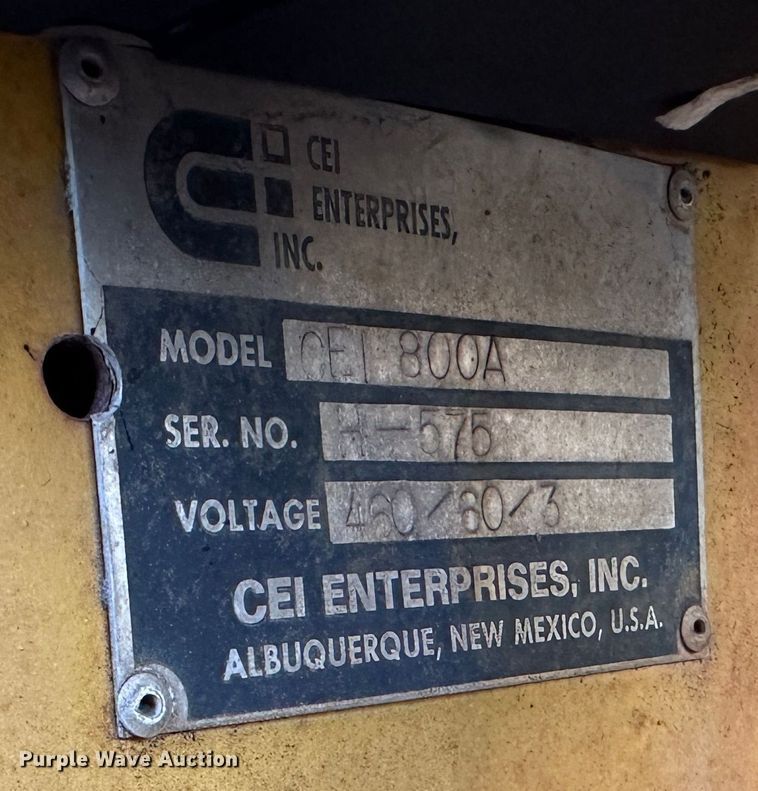 CEI
ENTERPRISES,
INC.
MODEL CEI 800A
SER. NO. H-575
VOLTAGE 460/60/3
CEI ENTERPRISES, INC.
ALBUQUERQUE, NEW MEXICO, U.S.A.
Purple Wave Auction